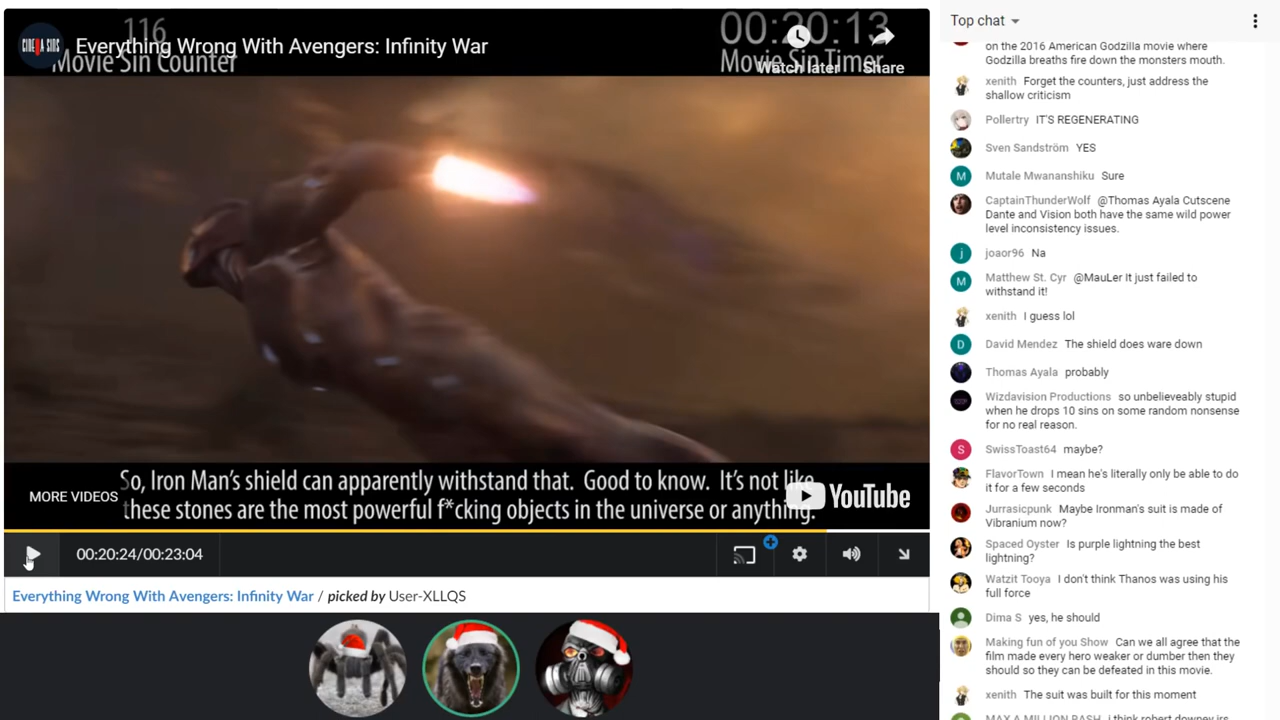 116
Movie Sin Counter
00:20:13
Movie Sin Timer
CINEMA SINS
Everything Wrong With Avengers: Infinity War
Watch later
Share
So, Iron Man's shield can apparently withstand that. Good to know. It's not like
these stones are the most powerful f*cking objects in the universe or anything.
MORE VIDEOS
YouTube
00:20:24/00:23:04
Everything Wrong With Avengers: Infinity War / picked by User-XLLQS
Top chat
on the 2016 American Godzilla movie where
Godzilla breaths fire down the monsters mouth.
xenith Forget the counters, just address the
shallow criticism
Pollertry IT'S REGENERATING
Sven Sandström YES
M
Mutale Mwananshiku Sure
CaptainThunderWolf @Thomas Ayala Cutscene
Dante and Vision both have the same wild power
level inconsistency issues.
j
joaor96 Na
M
Matthew St. Cyr @MauLer It just failed to
withstand it!
xenith I guess lol
D
David Mendez The shield does ware down
Thomas Ayala probably
Wizdavision Productions so unbelieveably stupid
when he drops 10 sins on some random nonsense
for no real reason.
S
SwissToast64 maybe?
FlavorTown I mean he's literally only be able to do
it for a few seconds
Jurrasicpunk Maybe Ironman's suit is made of
Vibranium now?
Spaced Oyster Is purple lightning the best
lightning?
Watzit Tooya I don't think Thanos was using his
full force
Dima S yes, he should
Making fun of you Show Can we all agree that the
film made every hero weaker or dumber then they
should so they can be defeated in this movie.
xenith The suit was built for this moment
MAX A MILLION BASH i think robert downey jrs